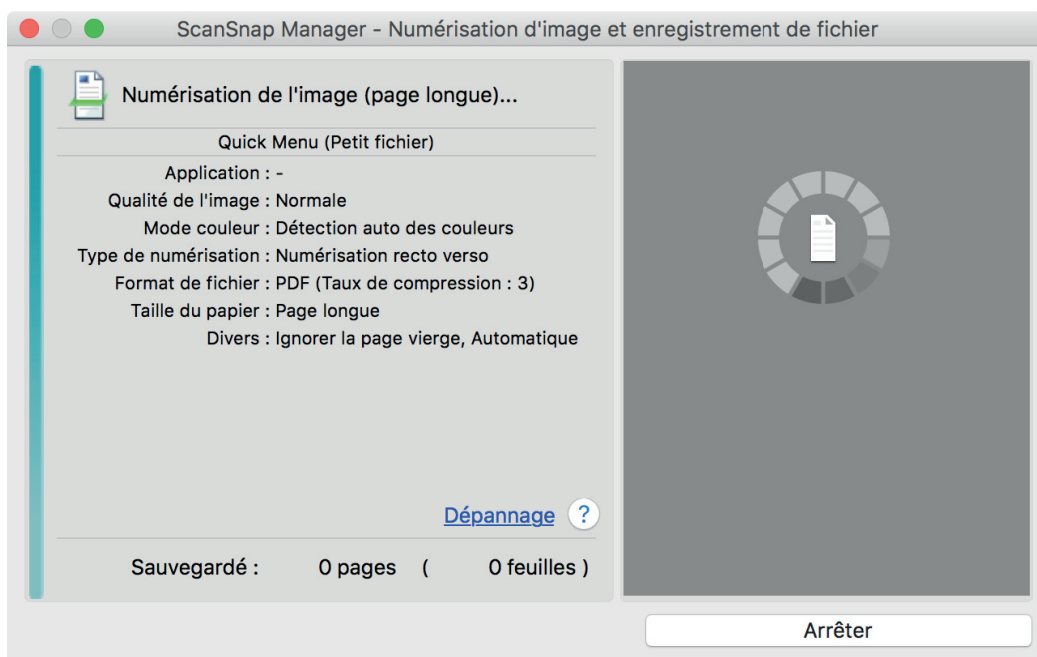 ScanSnap Manager - Numérisation d'image et enregistrement de fichier
Numérisation de l'image (page longue)...
Quick Menu (Petit fichier)
Application : -
Qualité de l'image : Normale
Mode couleur : Détection auto des couleurs
Type de numérisation : Numérisation recto verso
Format de fichier : PDF (Taux de compression : 3)
Taille du papier : Page longue
Divers : Ignorer la page vierge, Automatique
Dépannage ?
Sauvegardé : 0 pages ( 0 feuilles )
Arrêter